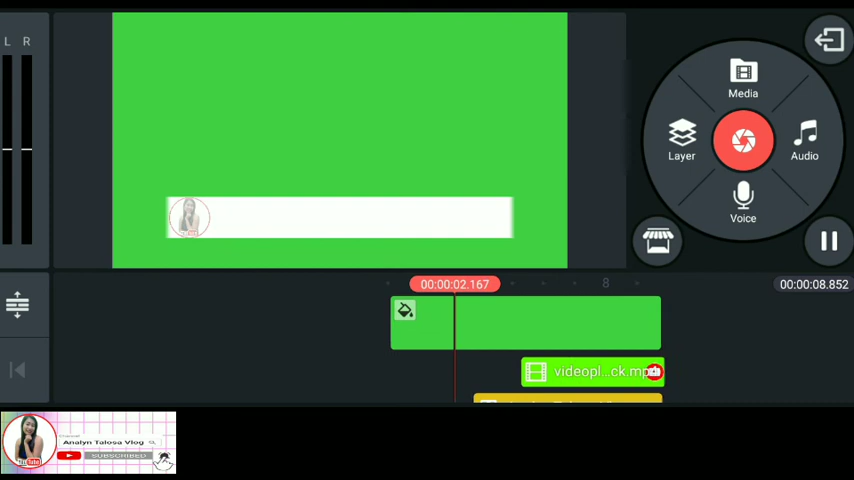 L R
Media
Layer
Audio
Voice
00:00:02.167
8
00:00:08.852
videopl...ck.mp
Analyn Talosa Vlog
SUBSCRIBED